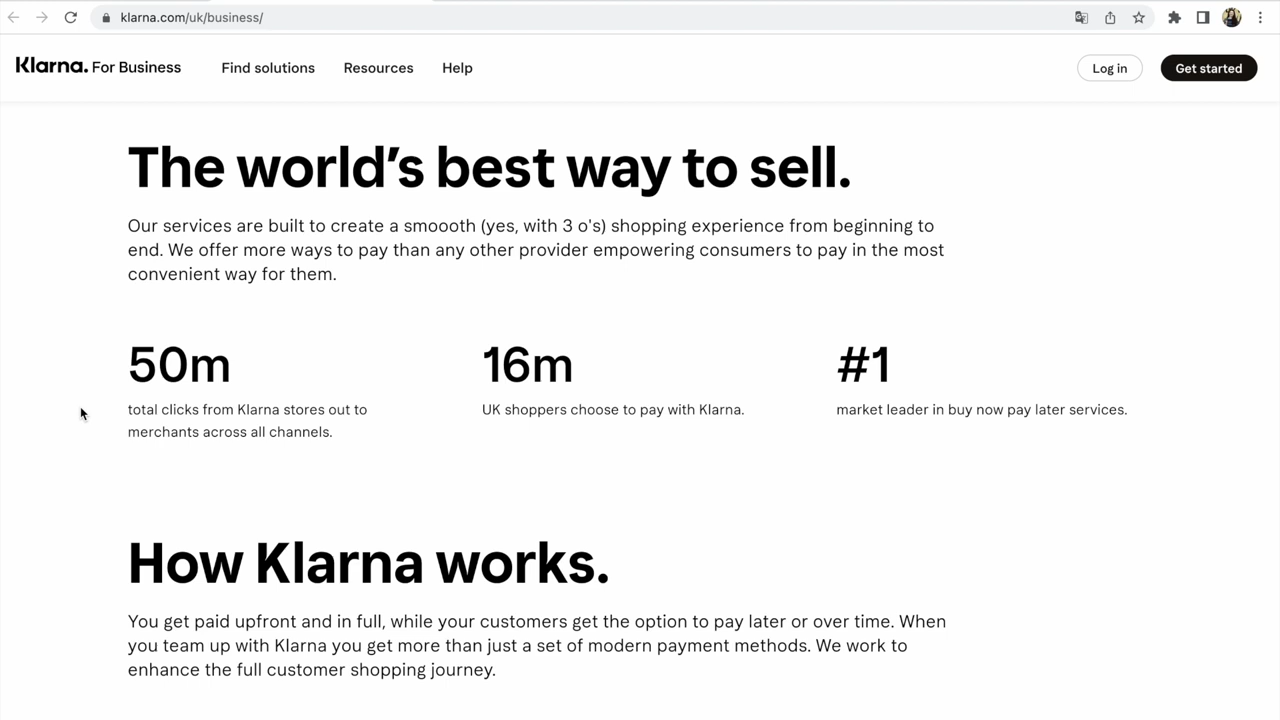 klarna.com/uk/business/
Klarna. For Business
Find solutions
Resources
Help
Log in
Get started
The world's best way to sell.
Our services are built to create a smoooth (yes, with 3 o's) shopping experience from beginning to
end. We offer more ways to pay than any other provider empowering consumers to pay in the most
convenient way for them.
50m
total clicks from Klarna stores out to
merchants across all channels.
16m
UK shoppers choose to pay with Klarna.
#1
market leader in buy now pay later services.
How Klarna works.
You get paid upfront and in full, while your customers get the option to pay later or over time. When
you team up with Klarna you get more than just a set of modern payment methods. We work to
enhance the full customer shopping journey.